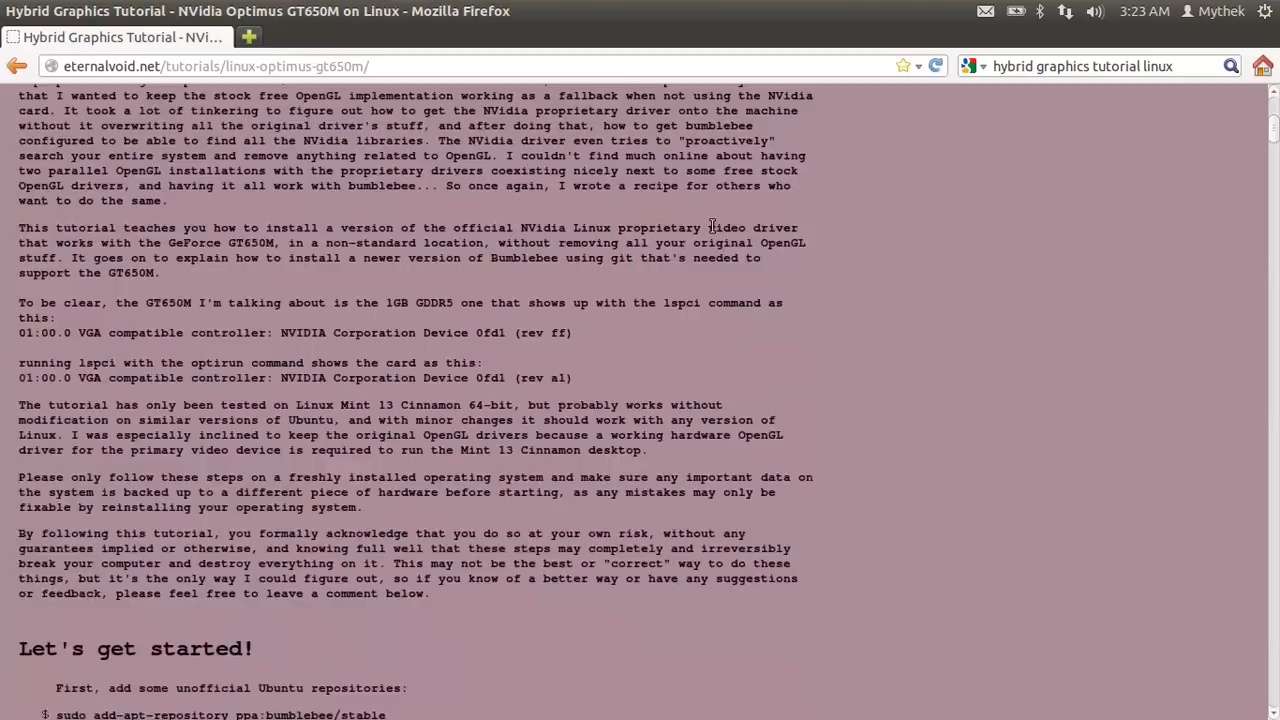 Hybrid Graphics Tutorial - NVidia Optimus GT650M on Linux - Mozilla Firefox
3:23 AM
Mythek
Hybrid Graphics Tutorial - NVi...
eternalvoid.net/tutorials/linux-optimus-gt650m/
hybrid graphics tutorial linux
that I wanted to keep the stock free OpenGL implementation working as a fallback when not using the NVidia
card. It took a lot of tinkering to figure out how to get the NVidia proprietary driver onto the machine
without it overwriting all the original driver's stuff, and after doing that, how to get bumblebee
configured to be able to find all the NVidia libraries. The NVidia driver even tries to "proactively"
search your entire system and remove anything related to OpenGL. I couldn't find much online about having
two parallel OpenGL installations with the proprietary drivers coexisting nicely next to some free stock
OpenGL drivers, and having it all work with bumblebee... So once again, I wrote a recipe for others who
want to do the same.
This tutorial teaches you how to install a version of the official NVidia Linux proprietary video driver
that works with the GeForce GT650M, in a non-standard location, without removing all your original OpenGL
stuff. It goes on to explain how to install a newer version of Bumblebee using git that's needed to
support the GT650M.
To be clear, the GT650M I'm talking about is the 1GB GDDR5 one that shows up with the lspci command as
this:
01:00.0 VGA compatible controller: NVIDIA Corporation Device 0fd1 (rev ff)
running lspci with the optirun command shows the card as this:
01:00.0 VGA compatible controller: NVIDIA Corporation Device 0fd1 (rev a1)
The tutorial has only been tested on Linux Mint 13 Cinnamon 64-bit, but probably works without
modification on similar versions of Ubuntu, and with minor changes it should work with any version of
Linux. I was especially inclined to keep the original OpenGL drivers because a working hardware OpenGL
driver for the primary video device is required to run the Mint 13 Cinnamon desktop.
Please only follow these steps on a freshly installed operating system and make sure any important data on
the system is backed up to a different piece of hardware before starting, as any mistakes may only be
fixable by reinstalling your operating system.
By following this tutorial, you formally acknowledge that you do so at your own risk, without any
guarantees implied or otherwise, and knowing full well that these steps may completely and irreversibly
break your computer and destroy everything on it. This may not be the best or "correct" way to do these
things, but it's the only way I could figure out, so if you know of a better way or have any suggestions
or feedback, please feel free to leave a comment below.
Let's get started!
First, add some unofficial Ubuntu repositories:
$ sudo add-apt-repository ppa:bumblebee/stable